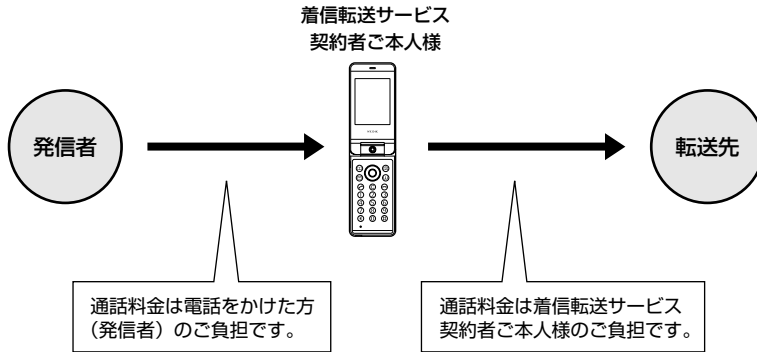 着信転送サービス
契約者ご本人様
発信者
転送先
通話料金は電話をかけた方
（発信者）のご負担です。
通話料金は着信転送サービス
契約者ご本人様のご負担です。